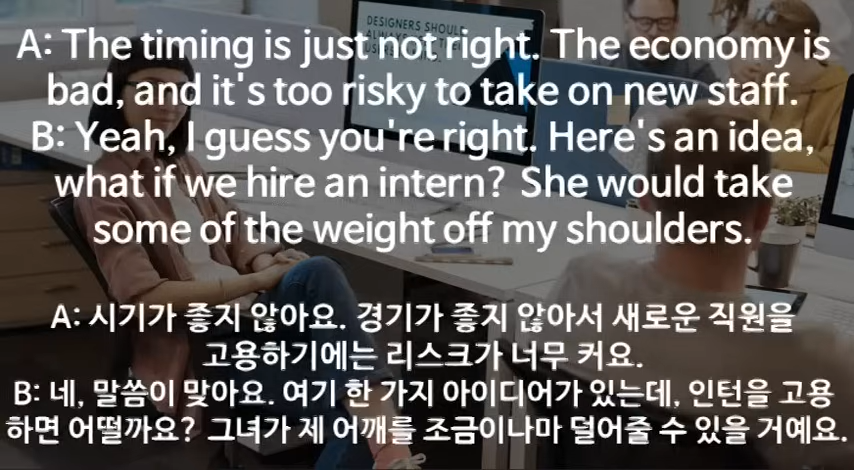 DESIGNERS SHOULD
A: The timing is just not right. The economy is
bad, and it's too risky to take on new staff.
B: Yeah, I guess you're right. Here's an idea,
what if we hire an intern? She would take
some of the weight off my shoulders.
A: 시기가 좋지 않아요. 경기가 좋지 않아서 새로운 직원을
고용하기에는 리스크가 너무 커요.
B: 네, 말씀이 맞아요. 여기 한 가지 아이디어가 있는데, 인턴을 고용
하면 어떨까요? 그녀가 제 어깨를 조금이나마 덜어줄 수 있을 거예요.